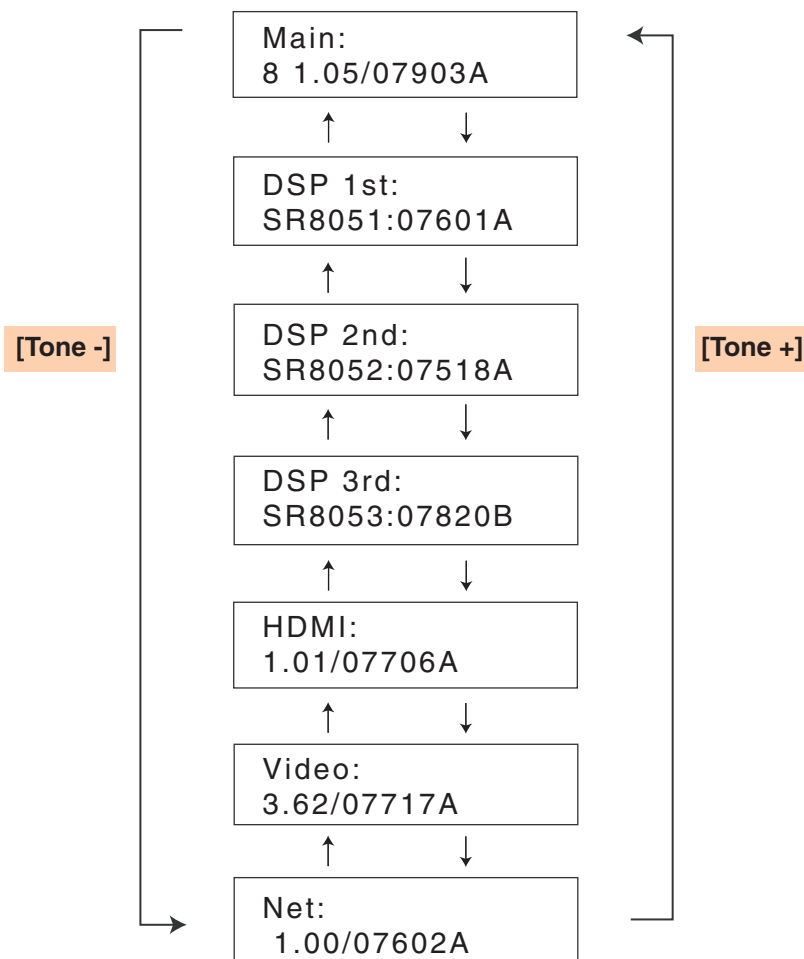 Main:
8 1.05/07903A
DSP 1st:
SR8051:07601A
[Tone -]
DSP 2nd:
SR8052:07518A
[Tone +]
DSP 3rd:
SR8053:07820B
HDMI:
1.01/07706A
Video:
3.62/07717A
Net:
1.00/07602A